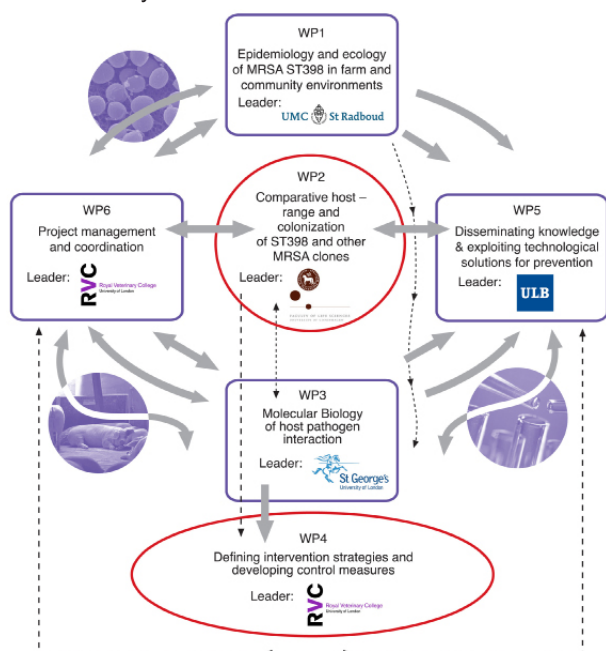 WP1
Epidemiology and ecology
of MRSA ST398 in farm and
community environments
Leader:
UMC St Radboud
WP2
Comparative host –
range and
colonization
of ST398 and other
MRSA clones
Leader:
WP6
Project management
and coordination
Leader:
RVC
Royal Veterinary College
University of London
WP5
Disseminating knowledge
& exploiting technological
solutions for prevention
Leader:
ULB
WP3
Molecular Biology
of host pathogen
interaction
Leader:
St George's
University of London
WP4
Defining intervention strategies and
developing control measures
Leader:
RVC
Royal Veterinary College
University of London